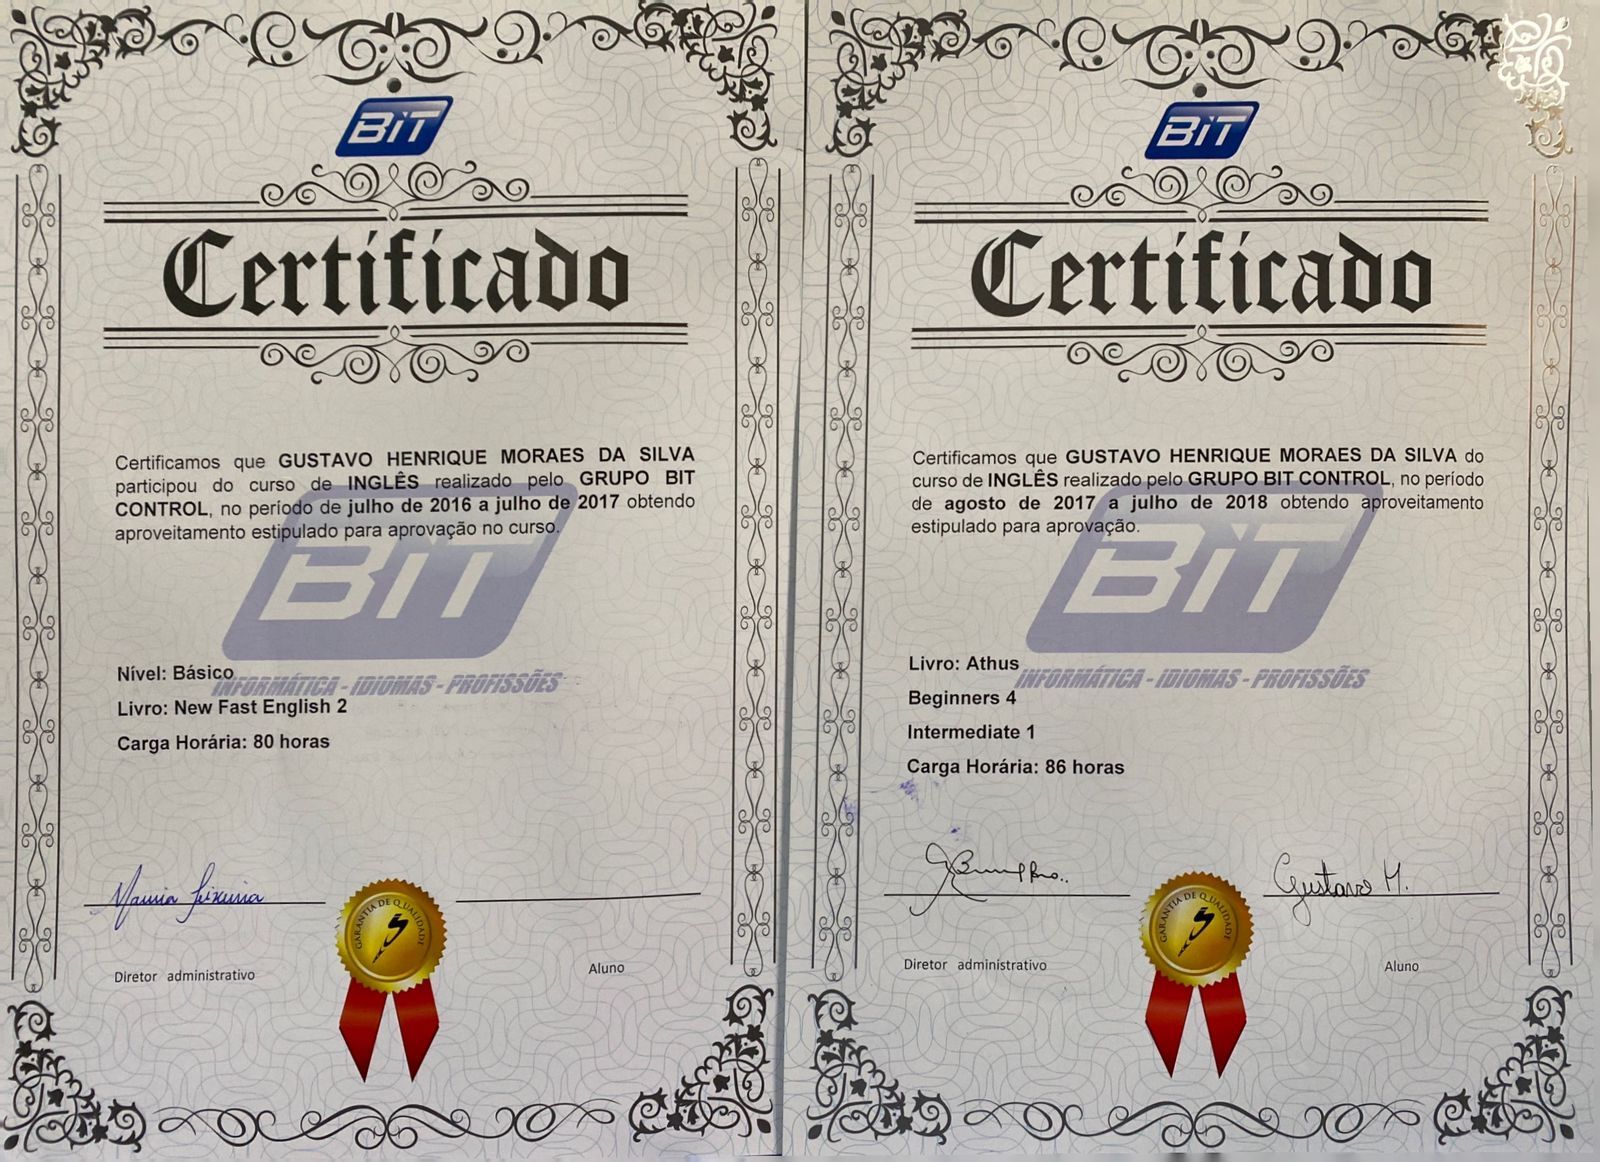 BiT
Certificado
Certificamos que GUSTAVO HENRIQUE MORAES DA SILVA
participou do curso de INGLÊS realizado pelo GRUPO BIT
CONTROL, no período de julho de 2016 a julho de 2017 obtendo
aproveitamento estipulado para aprovação no curso.
BiT
INFORMÁTICA - IDIOMAS - PROFISSÕES
Nível: Básico
Livro: New Fast English 2
Carga Horária: 80 horas
GARANTIA DE QUALIDADE
Diretor administrativo
Aluno
BiT
Certificado
Certificamos que GUSTAVO HENRIQUE MORAES DA SILVA do
curso de INGLÊS realizado pelo GRUPO BIT CONTROL, no período
de agosto de 2017 a julho de 2018 obtendo aproveitamento
estipulado para aprovação.
BiT
Livro: Athus
INFORMÁTICA - IDIOMAS - PROFISSÕES
Beginners 4
Intermediate 1
Carga Horária: 86 horas
Gustavo M.
GARANTIA DE QUALIDADE
Diretor administrativo
Aluno